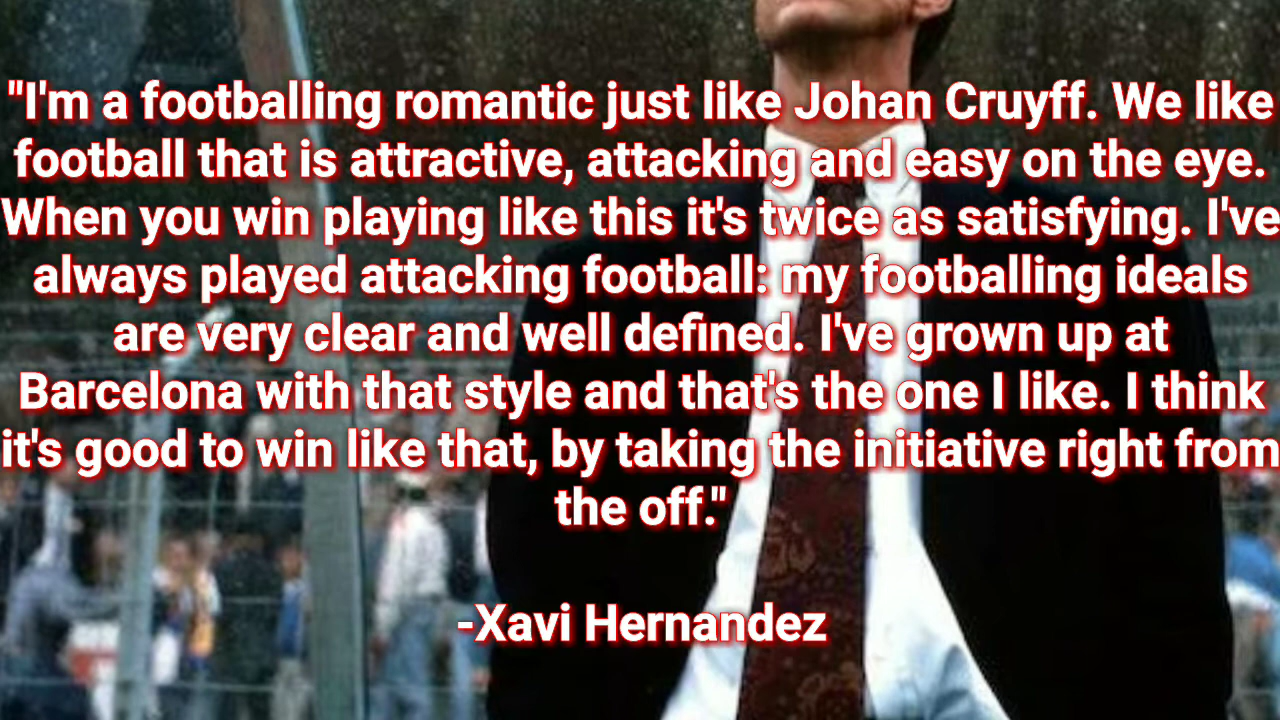 "I'm a footballing romantic just like Johan Cruyff. We like
football that is attractive, attacking and easy on the eye.
When you win playing like this it's twice as satisfying. I've
always played attacking football: my footballing ideals
are very clear and well defined. I've grown up at
Barcelona with that style and that's the one I like. I think
it's good to win like that, by taking the initiative right from
the off."
-Xavi Hernandez